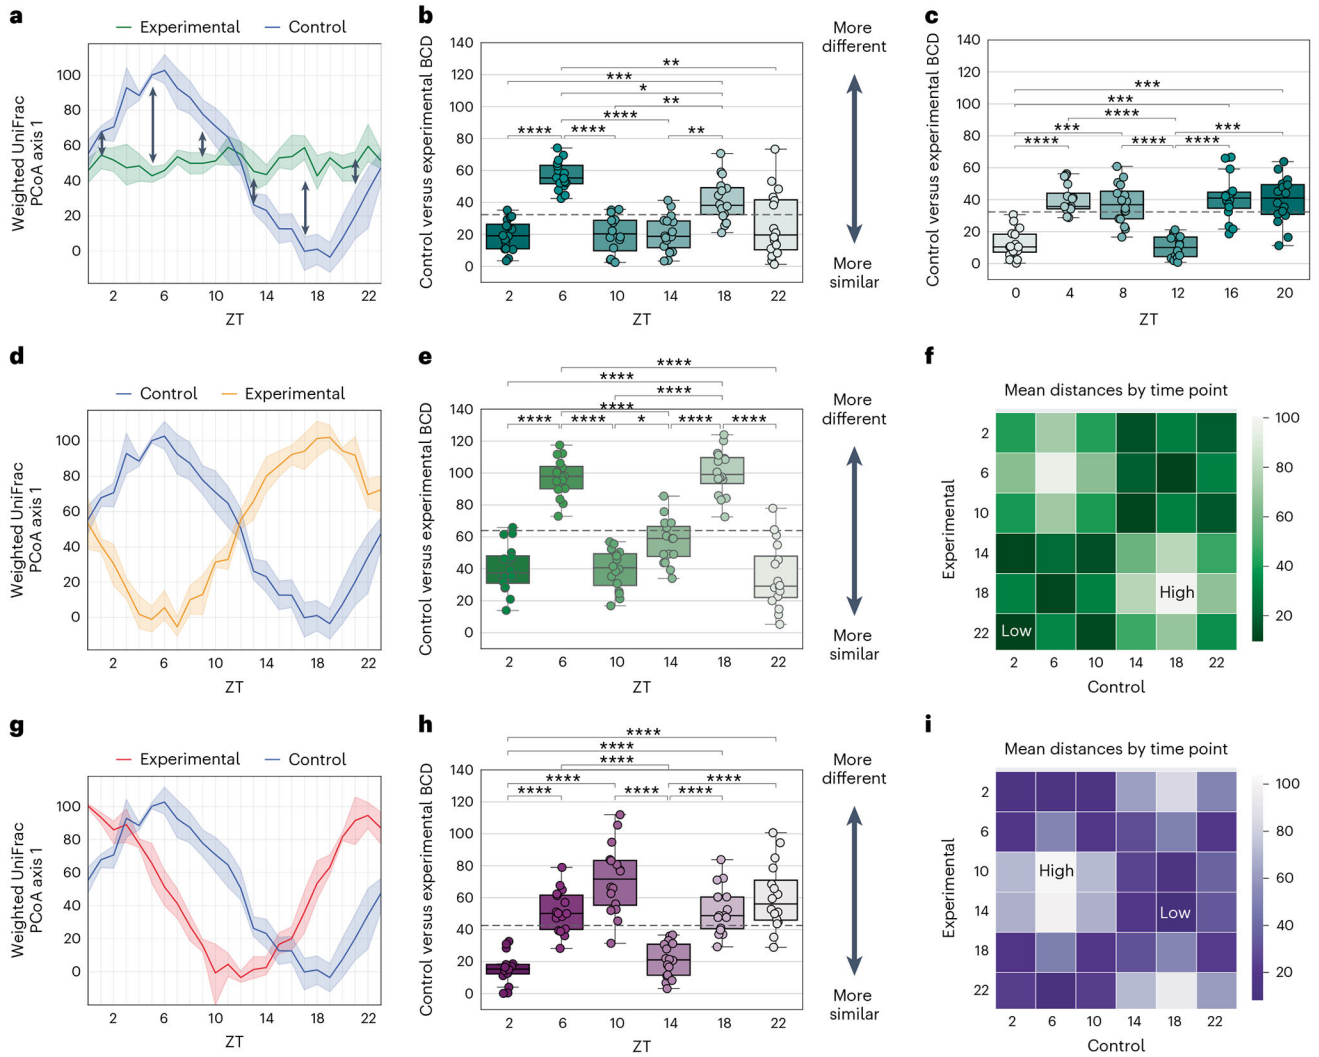 a
Experimental Control
Weighted UniFrac
PCoA axis 1
100
80
60
40
20
0
2 6 10 14 18 22
ZT
b
Control versus experimental BCD
140
120
100
80
60
40
20
0
**
***
*
**
****
**** **** **
2 6 10 14 18 22
ZT
More
different
More
similar
c
Control versus experimental BCD
140
120
100
80
60
40
20
0
***
***
****
*** ***
**** **** ****
0 4 8 12 16 20
ZT
d
Control Experimental
Weighted UniFrac
PCoA axis 1
100
80
60
40
20
0
2 6 10 14 18 22
ZT
e
Control versus experimental BCD
****
****
****
****
**** **** * **** ****
140
120
100
80
60
40
20
0
2 6 10 14 18 22
ZT
More
different
More
similar
f
Mean distances by time point
Experimental
2
6
10
14
18
22
High
Low
2 6 10 14 18 22
Control
100
80
60
40
20
g
Experimental Control
Weighted UniFrac
PCoA axis 1
100
80
60
40
20
0
2 6 10 14 18 22
ZT
h
Control versus experimental BCD
****
****
****
**** ****
**** **** ****
140
120
100
80
60
40
20
0
2 6 10 14 18 22
ZT
More
different
More
similar
i
Mean distances by time point
Experimental
2
6
10
14
18
22
High
Low
2 6 10 14 18 22
Control
100
80
60
40
20